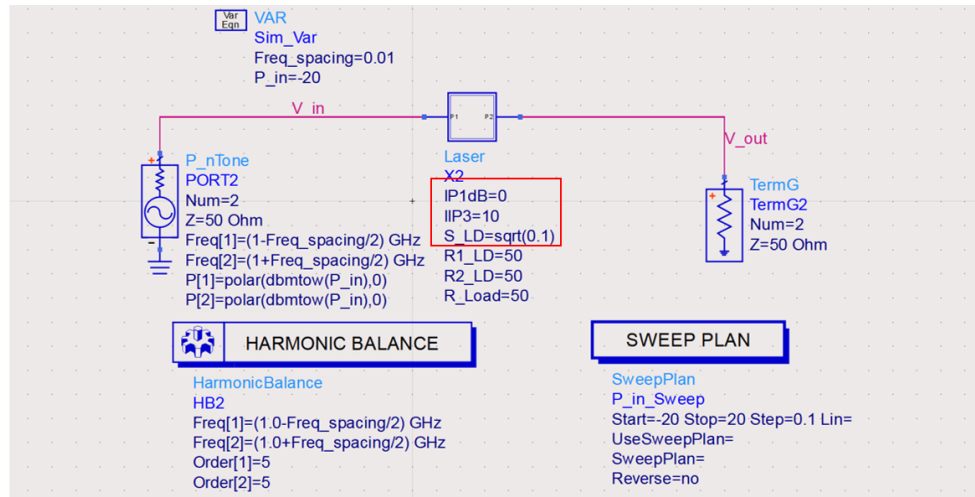 Var
Eqn
VAR
Sim_Var
Freq_spacing=0.01
P_in=-20
V_in
P1
P2
V_out
P_nTone
PORT2
Num=2
Z=50 Ohm
Freq[1]=(1-Freq_spacing/2) GHz
Freq[2]=(1+Freq_spacing/2) GHz
P[1]=polar(dbmtow(P_in),0)
P[2]=polar(dbmtow(P_in),0)
Laser
X2
IP1dB=0
IIP3=10
S_LD=sqrt(0.1)
R1_LD=50
R2_LD=50
R_Load=50
TermG
TermG2
Num=2
Z=50 Ohm
HARMONIC BALANCE
HarmonicBalance
HB2
Freq[1]=(1.0-Freq_spacing/2) GHz
Freq[2]=(1.0+Freq_spacing/2) GHz
Order[1]=5
Order[2]=5
SWEEP PLAN
SweepPlan
P_in_Sweep
Start=-20 Stop=20 Step=0.1 Lin=
UseSweepPlan=
SweepPlan=
Reverse=no